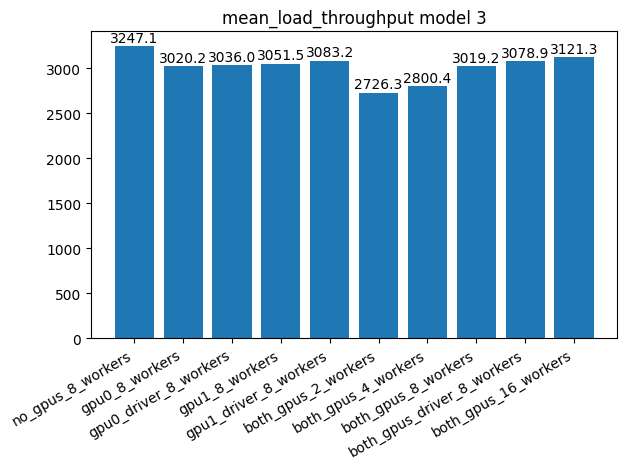 mean_load_throughput model 3
3247.1
3020.2
3036.0
3051.5
3083.2
2726.3
2800.4
3019.2
3078.9
3121.3
3000
2500
2000
1500
1000
500
0
no_gpus_8_workers
gpu0_8_workers
gpu0_driver_8_workers
gpu1_8_workers
gpu1_driver_8_workers
both_gpus_2_workers
both_gpus_4_workers
both_gpus_8_workers
both_gpus_driver_8_workers
both_gpus_16_workers